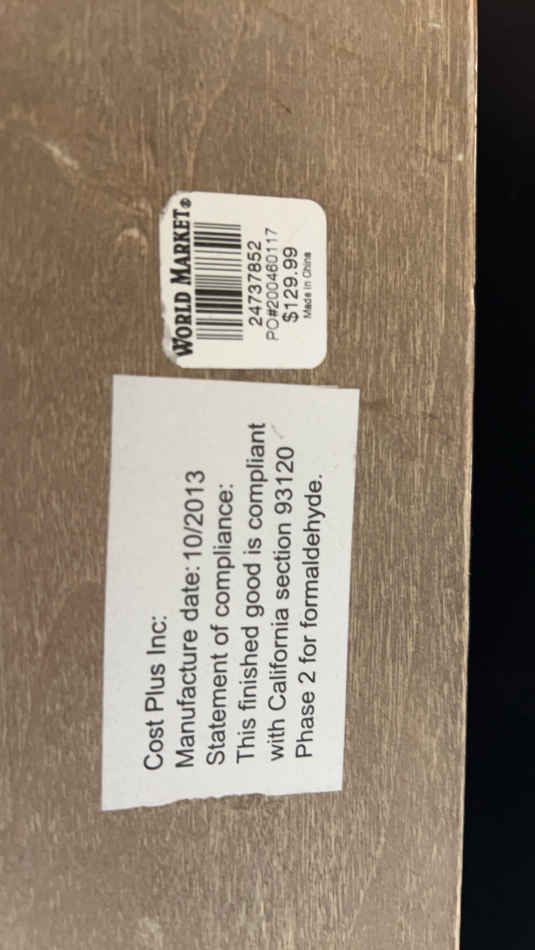 WORLD MARKET®
24737852
PO#200460117
$129.99
Made in China
Cost Plus Inc:
Manufacture date: 10/2013
Statement of compliance:
This finished good is compliant
with California section 93120
Phase 2 for formaldehyde.